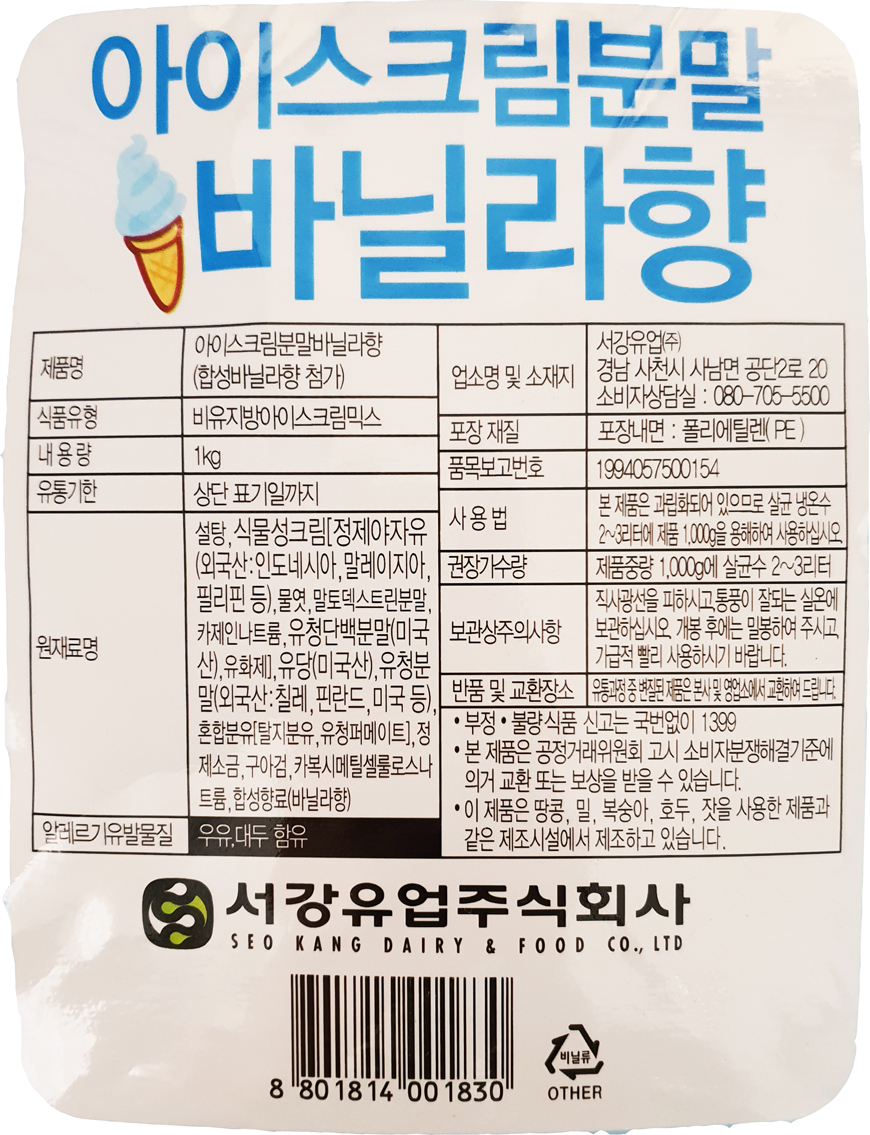 아이스크림분말
바닐라향
제품명
아이스크림분말바닐라향
(합성바닐라향 첨가)
식품유형
비유지방아이스크림믹스
내용량
1kg
유통기한
상단 표기일까지
원재료명
설탕, 식물성크림[정제야자유
(외국산:인도네시아, 말레이지아,
필리핀 등), 물엿, 말토덱스트린분말,
카제인나트륨, 유청단백분말(미국
산), 유화제], 유당(미국산), 유청분
말(외국산:칠레, 핀란드, 미국 등),
혼합분유[탈지분유, 유청퍼메이트], 정
제소금, 구아검, 카복시메틸셀룰로스나
트륨, 합성향료(바닐라향)
알레르기유발물질
우유, 대두 함유
업소명 및 소재지
서강유업(주)
경남 사천시 사남면 공단2로 20
소비자상담실 : 080-705-5500
포장 재질
포장내면 : 폴리에틸렌( PE )
품목보고번호
1994057500154
사용법
본 제품은 과립화되어 있으므로 살균 냉온수
2~3리터에 제품 1,000g을 용해하여 사용하십시오
권장가수량
제품중량 1,000g에 살균수 2~3리터
보관상주의사항
직사광선을 피하시고,통풍이 잘되는 실온에
보관하십시오. 개봉 후에는 밀봉하여 주시고,
가급적 빨리 사용하시기 바랍니다.
반품 및 교환장소
유통과정 중 변질된 제품은 본사 및 영업소에서 교환하여 드립니다.
• 부정 • 불량식품 신고는 국번없이 1399
• 본 제품은 공정거래위원회 고시 소비자분쟁해결기준에
의거 교환 또는 보상을 받을 수 있습니다.
• 이 제품은 땅콩, 밀, 복숭아, 호두, 잣을 사용한 제품과
같은 제조시설에서 제조하고 있습니다.
서강유업주식회사
SEO KANG DAIRY & FOOD CO., LTD
8 801814 001830
비닐류
OTHER